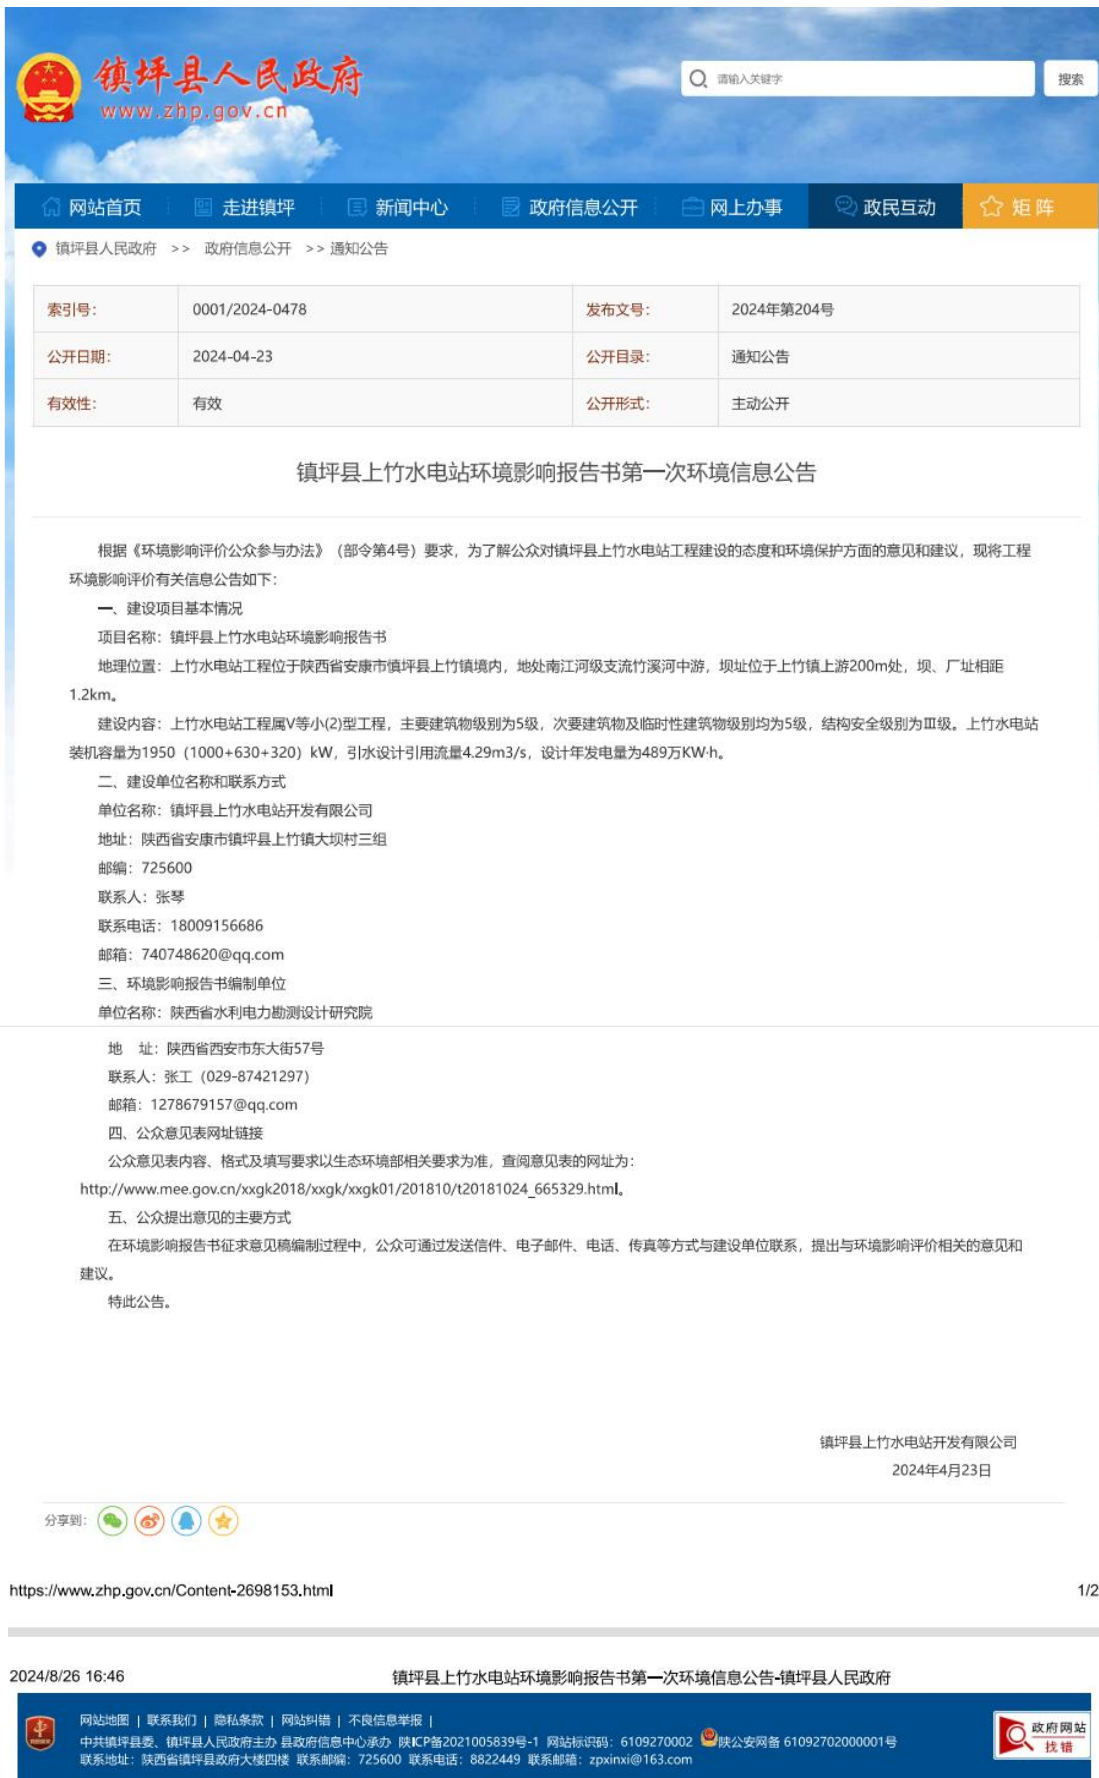 镇坪县人民政府
www.zhp.gov.cn
请输入关键字
搜索
网站首页 走进镇坪 新闻中心 政府信息公开 网上办事 政民互动 矩阵
镇坪县人民政府 >> 政府信息公开 >> 通知公告
索引号： 0001/2024-0478 发布文号： 2024年第204号
公开日期： 2024-04-23 公开目录： 通知公告
有效性： 有效 公开形式： 主动公开
镇坪县上竹水电站环境影响报告书第一次环境信息公告
根据《环境影响评价公众参与办法》（部令第4号）要求，为了解公众对镇坪县上竹水电站工程建设的态度和环境保护方面的意见和建议，现将工程
环境影响评价有关信息公告如下：
一、建设项目基本情况
项目名称：镇坪县上竹水电站环境影响报告书
地理位置：上竹水电站工程位于陕西省安康市慎坪县上竹镇境内，地处南江河级支流竹溪河中游，坝址位于上竹镇上游200m处，坝、厂址相距
1.2km。
建设内容：上竹水电站工程属V等小(2)型工程，主要建筑物级别为5级，次要建筑物及临时性建筑物级别均为5级，结构安全级别为Ⅲ级。上竹水电站
装机容量为1950（1000+630+320）kW，引水设计引用流量4.29m3/s，设计年发电量为489万KW·h。
二、建设单位名称和联系方式
单位名称：镇坪县上竹水电站开发有限公司
地址：陕西省安康市镇坪县上竹镇大坝村三组
邮编：725600
联系人：张琴
联系电话：18009156686
邮箱：740748620@qq.com
三、环境影响报告书编制单位
单位名称：陕西省水利电力勘测设计研究院
地　址：陕西省西安市东大街57号
联系人：张工（029-87421297）
邮箱：1278679157@qq.com
四、公众意见表网址链接
公众意见表内容、格式及填写要求以生态环境部相关要求为准，查阅意见表的网址为：
http://www.mee.gov.cn/xxgk2018/xxgk/xxgk01/201810/t20181024_665329.html。
五、公众提出意见的主要方式
在环境影响报告书征求意见稿编制过程中，公众可通过发送信件、电子邮件、电话、传真等方式与建设单位联系，提出与环境影响评价相关的意见和
建议。
特此公告。
镇坪县上竹水电站开发有限公司
2024年4月23日
分享到：
https://www.zhp.gov.cn/Content-2698153.html 1/2
2024/8/26 16:46 镇坪县上竹水电站环境影响报告书第一次环境信息公告-镇坪县人民政府
网站地图 | 联系我们 | 隐私条款 | 网站纠错 | 不良信息举报 |
中共镇坪县委、镇坪县人民政府主办 县政府信息中心承办 陕ICP备2021005839号-1 网站标识码：6109270002 陕公安网备 61092702000001号
联系地址：陕西省镇坪县政府大楼四楼 联系邮编：725600 联系电话：8822449 联系邮箱：zpxinxi@163.com
政府网站
找错